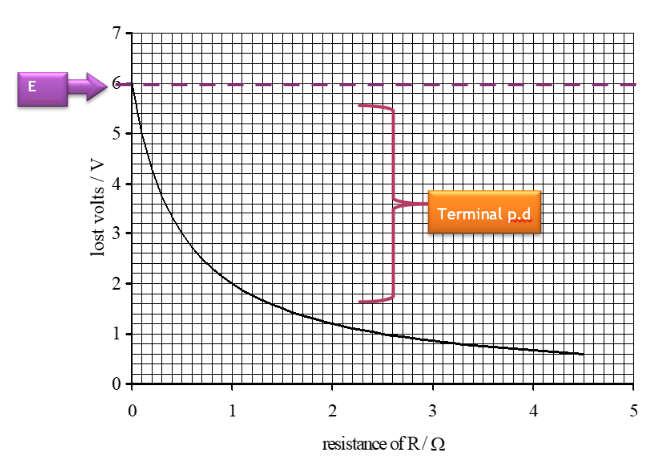 7
E
6
5
4
3
2
1
0
lost volts / V
Terminal p.d
0 1 2 3 4 5
resistance of R / Ω